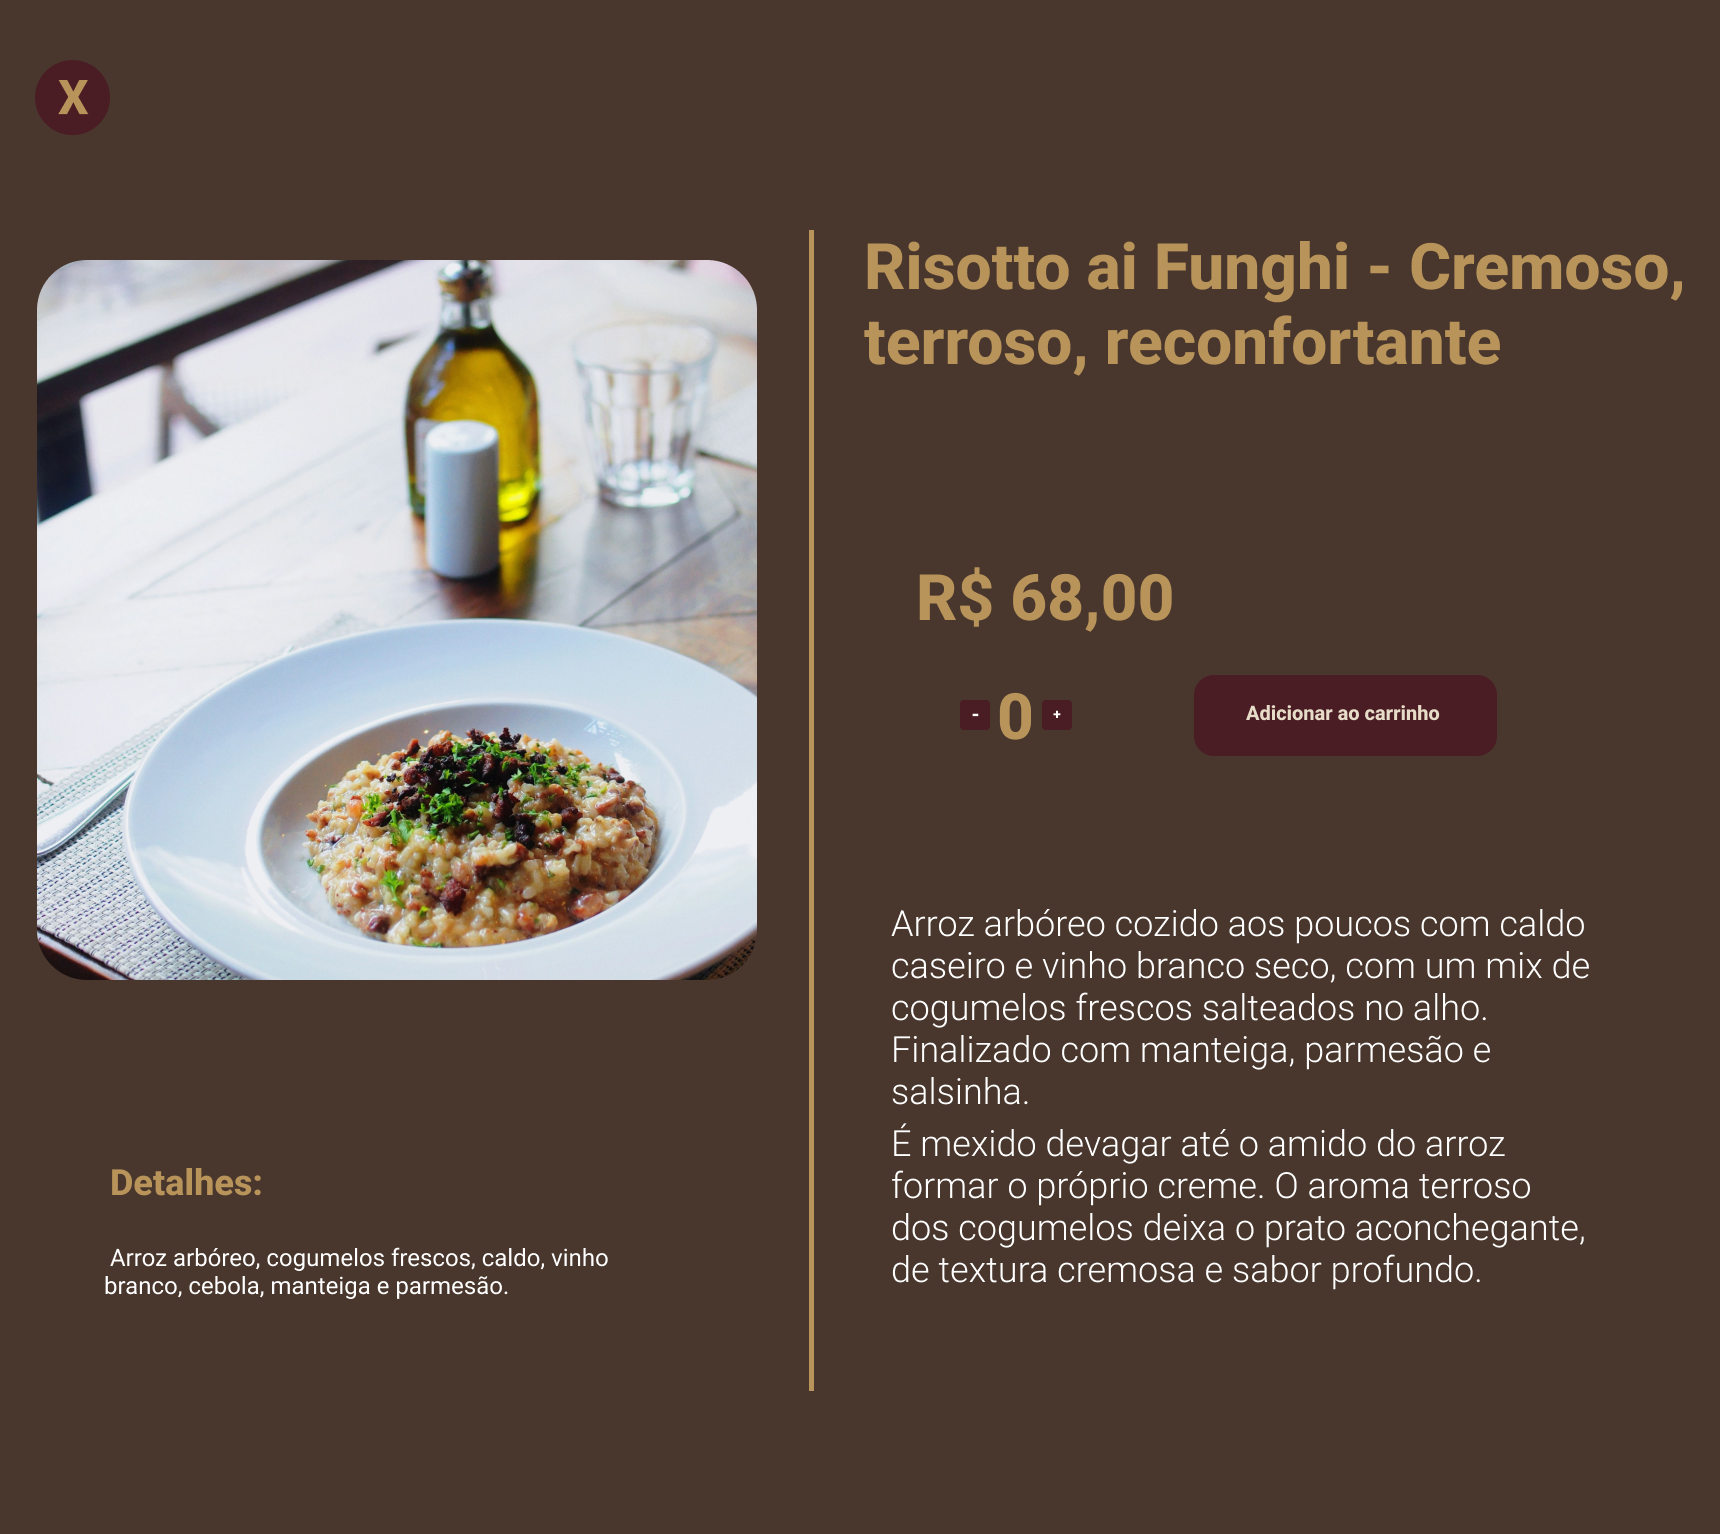 X
Risotto ai Funghi - Cremoso,
terroso, reconfortante
R$ 68,00
- 0 +
Adicionar ao carrinho
Arroz arbóreo cozido aos poucos com caldo
caseiro e vinho branco seco, com um mix de
cogumelos frescos salteados no alho.
Finalizado com manteiga, parmesão e
salsinha.
É mexido devagar até o amido do arroz
formar o próprio creme. O aroma terroso
dos cogumelos deixa o prato aconchegante,
de textura cremosa e sabor profundo.
Detalhes:
Arroz arbóreo, cogumelos frescos, caldo, vinho
branco, cebola, manteiga e parmesão.